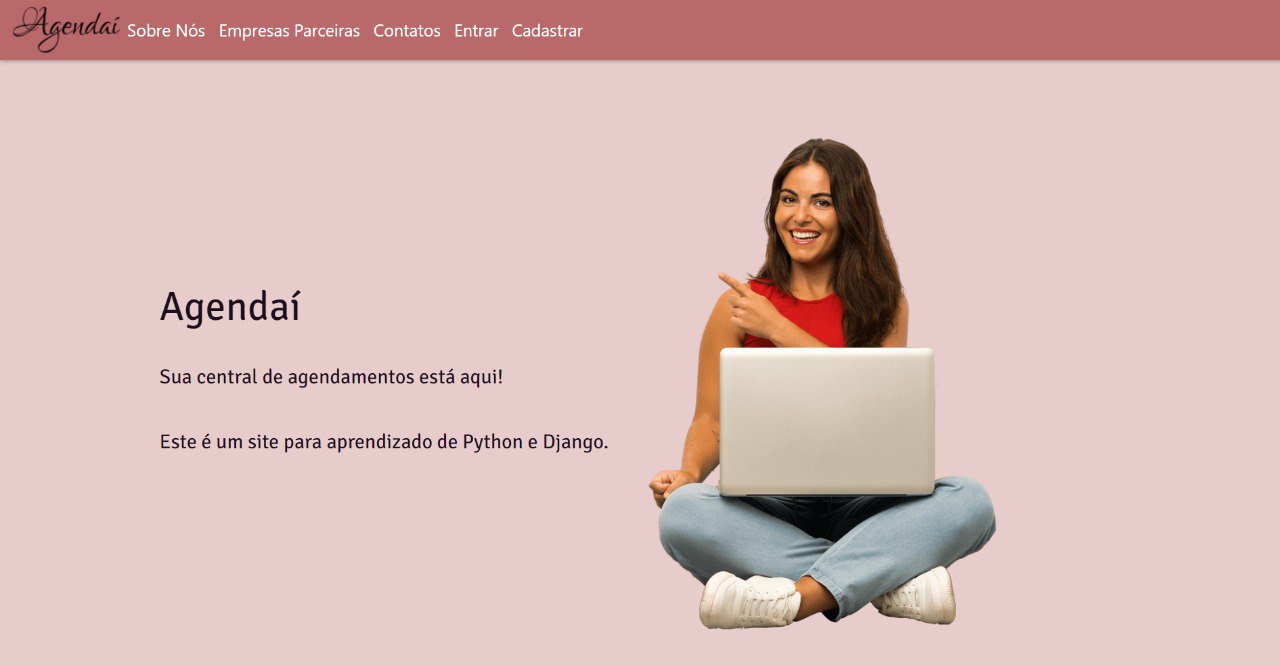 Agendaí Sobre Nós Empresas Parceiras Contatos Entrar Cadastrar
Agendaí
Sua central de agendamentos está aqui!
Este é um site para aprendizado de Python e Django.